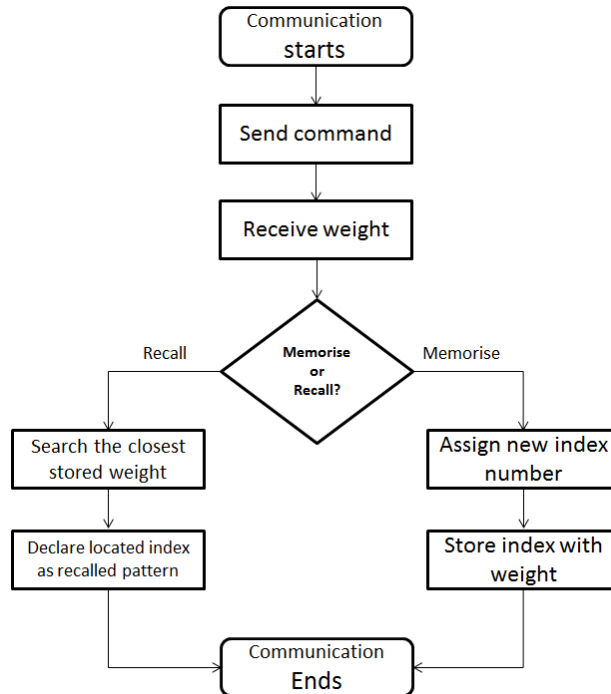 Communication
starts
Send command
Receive weight
Memorise
or
Recall?
Recall
Memorise
Search the closest
stored weight
Assign new index
number
Declare located index
as recalled pattern
Store index with
weight
Communication
Ends